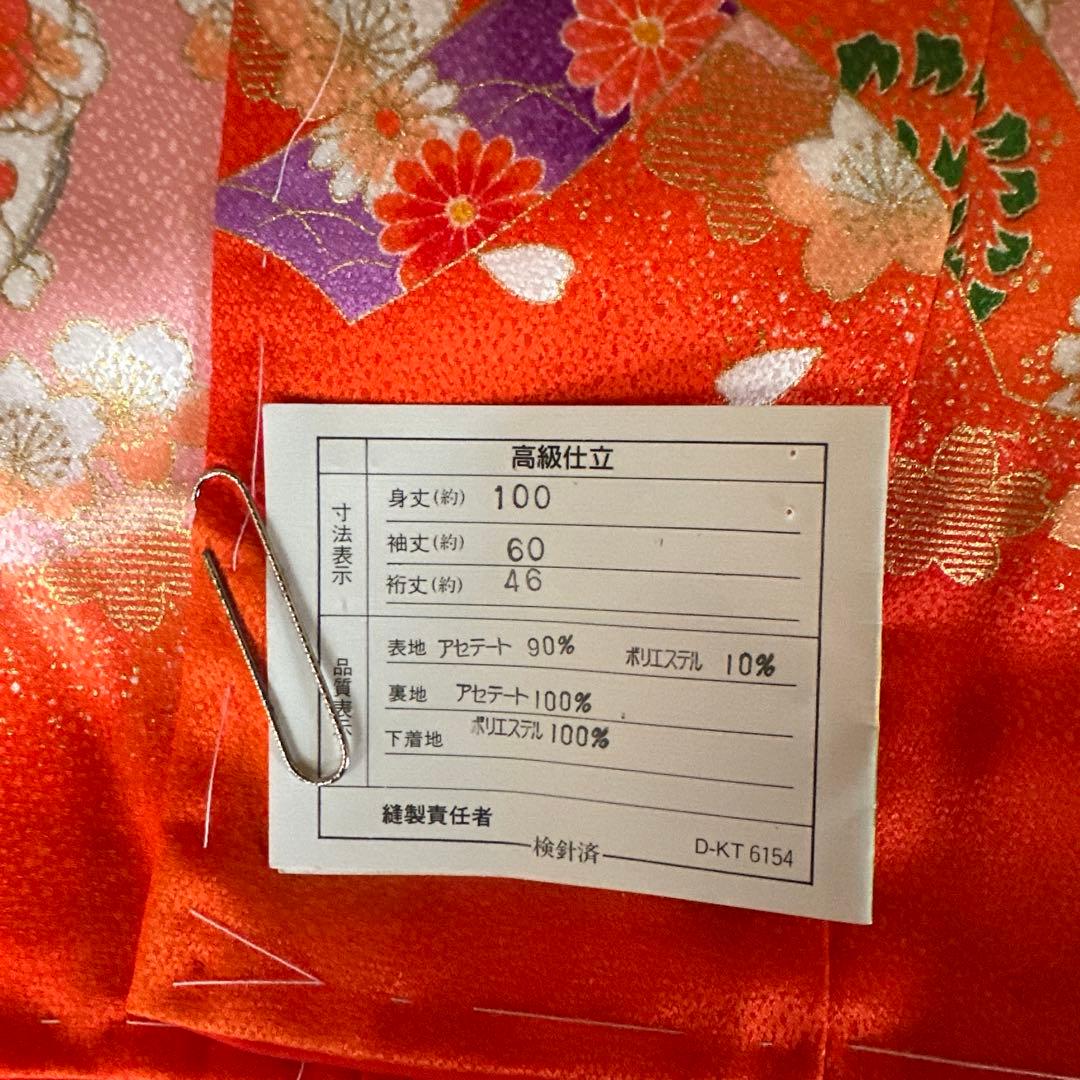 高級仕立
寸法表示
身丈(約) 100
袖丈(約) 60
裄丈(約) 46
品質表示
表地 アセテート 90% ポリエステル 10%
裏地 アセテート100%
下着地 ポリエステル100%
縫製責任者
検針済
D-KT 6154